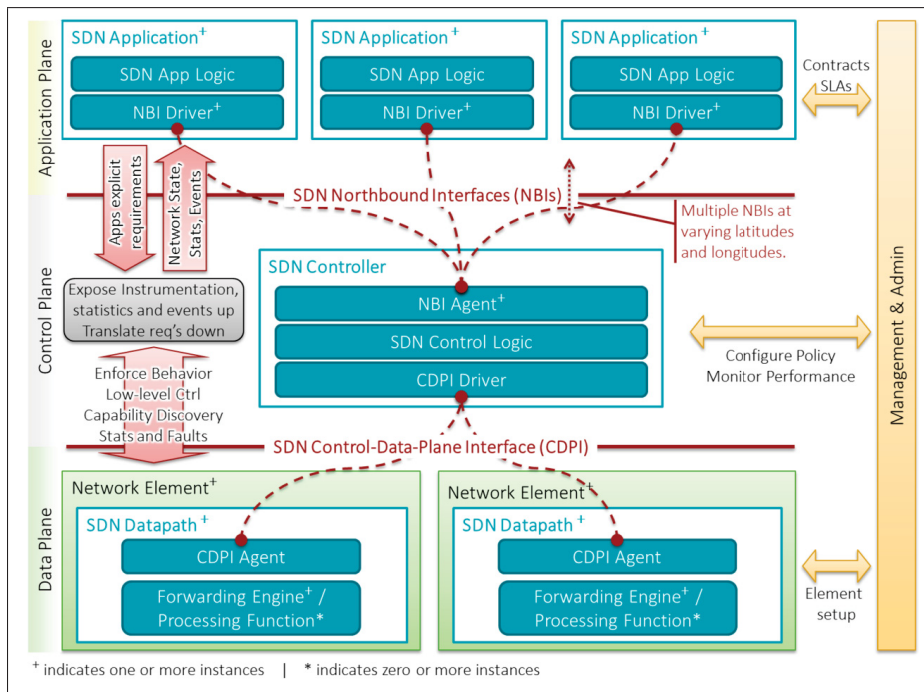 Application Plane
SDN Application+
SDN App Logic
NBI Driver+
SDN Application+
SDN App Logic
NBI Driver+
SDN Application+
SDN App Logic
NBI Driver+
Contracts
SLAs
Apps explicit
requirements
Network State,
Stats, Events
SDN Northbound Interfaces (NBIs)
Multiple NBIs at
varying latitudes
and longitudes.
Control Plane
Expose Instrumentation,
statistics and events up
Translate req's down
SDN Controller
NBI Agent+
SDN Control Logic
CDPI Driver
Configure Policy
Monitor Performance
Management & Admin
Enforce Behavior
Low-level Ctrl
Capability Discovery
Stats and Faults
SDN Control-Data-Plane Interface (CDPI)
Data Plane
Network Element+
SDN Datapath +
CDPI Agent
Forwarding Engine+ /
Processing Function*
Network Element+
SDN Datapath +
CDPI Agent
Forwarding Engine+ /
Processing Function*
Element
setup
+ indicates one or more instances | * indicates zero or more instances